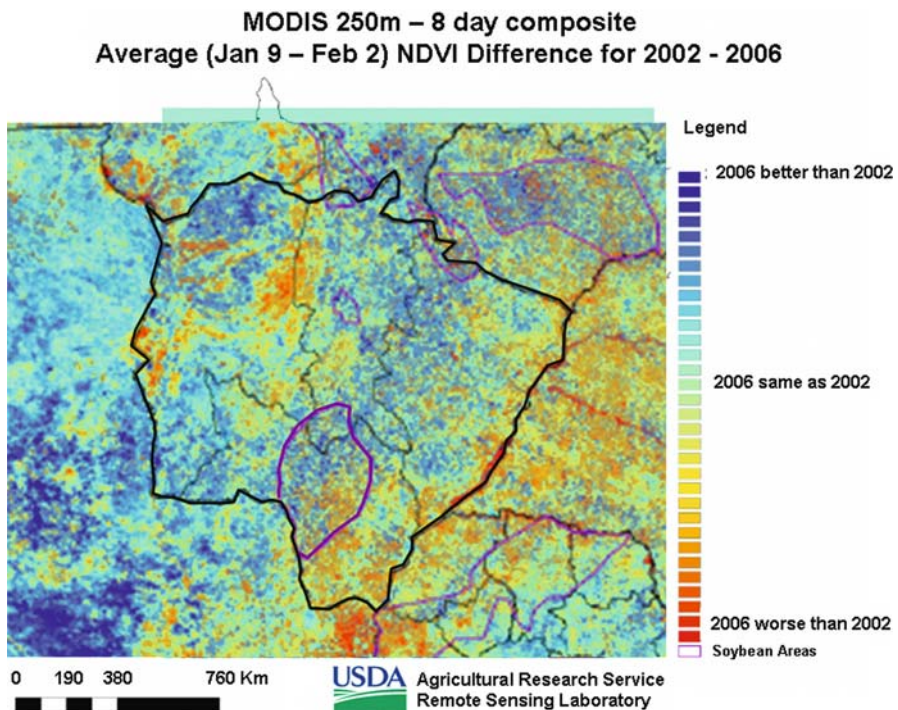 MODIS 250m – 8 day composite
Average (Jan 9 – Feb 2) NDVI Difference for 2002 - 2006
Legend
2006 better than 2002
2006 same as 2002
2006 worse than 2002
Soybean Areas
0 190 380 760 Km
USDA
Agricultural Research Service
Remote Sensing Laboratory